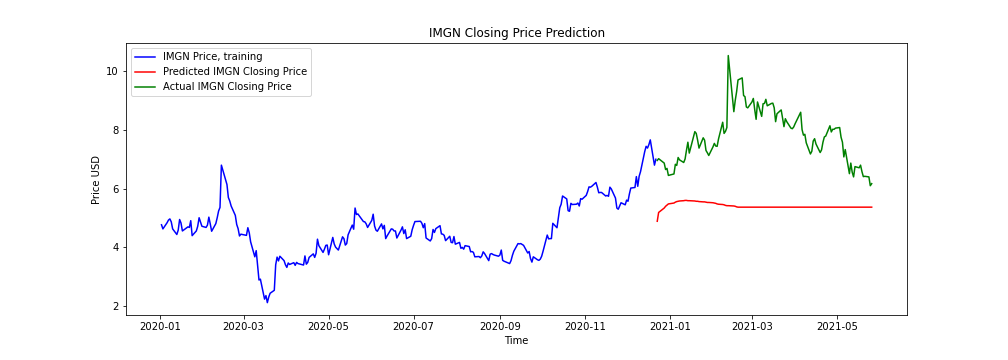 IMGN Closing Price Prediction
IMGN Price, training
Predicted IMGN Closing Price
Actual IMGN Closing Price
Price USD
10
8
6
4
2
2020-01 2020-03 2020-05 2020-07 2020-09 2020-11 2021-01 2021-03 2021-05
Time